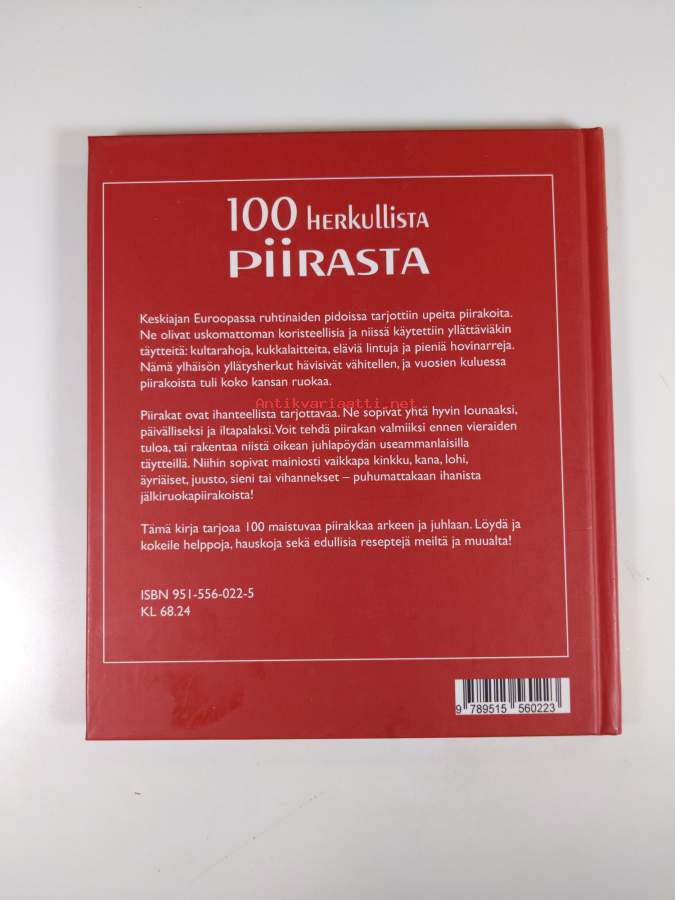 100 HERKULLISTA
PIIRASTA
Keskiajan Euroopassa ruhtinaiden pidoissa tarjottiin upeita piirakoita.
Ne olivat uskomattoman koristeellisia ja niissä käytettiin yllättäviäkin
täytteitä: kultarahoja, kukkalaitteita, eläviä lintuja ja pieniä hovinarreja.
Nämä ylhäisön yllätysherkut hävisivät vähitellen, ja vuosien kuluessa
piirakoista tuli koko kansan ruokaa.
Antikvariaatti.net
Piirakat ovat ihanteellista tarjottavaa. Ne sopivat yhtä hyvin lounaaksi,
päivälliseksi ja iltapalaksi. Voit tehdä piirakan valmiiksi ennen vieraiden
tuloa, tai rakentaa niistä oikean juhlapöydän useammanlaisilla
täytteillä. Niihin sopivat mainiosti vaikkapa kinkku, kana, lohi,
äyriäiset, juusto, sieni tai vihannekset – puhumattakaan ihanista
jälkiruokapiirakoista!
Tämä kirja tarjoaa 100 maistuvaa piirakkaa arkeen ja juhlaan. Löydä ja
kokeile helppoja, hauskoja sekä edullisia reseptejä meiltä ja muualta!
ISBN 951-556-022-5
KL 68.24
9 789515 560223